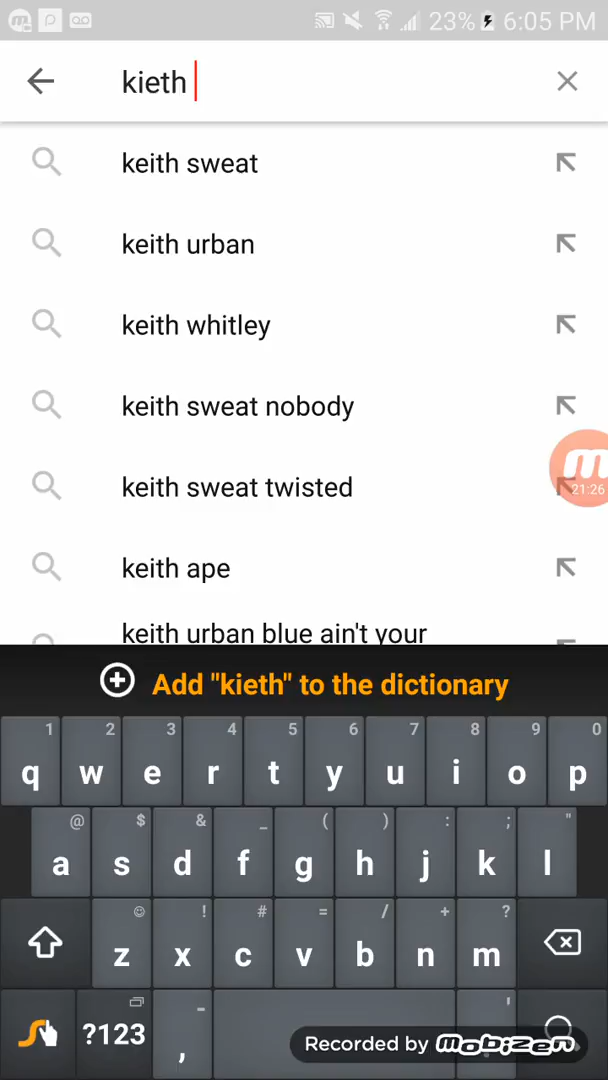 23% 6:05 PM
kieth
keith sweat
keith urban
keith whitley
keith sweat nobody
keith sweat twisted
21:26
keith ape
keith urban blue ain't your
Add "kieth" to the dictionary
1 2 3 4 5 6 7 8 9 0
q w e r t y u i o p
@ $ & _ ( ) : ; "
a s d f g h j k l
! # = / + ?
z x c v b n m
- '
?123 ,
Recorded by mobizen